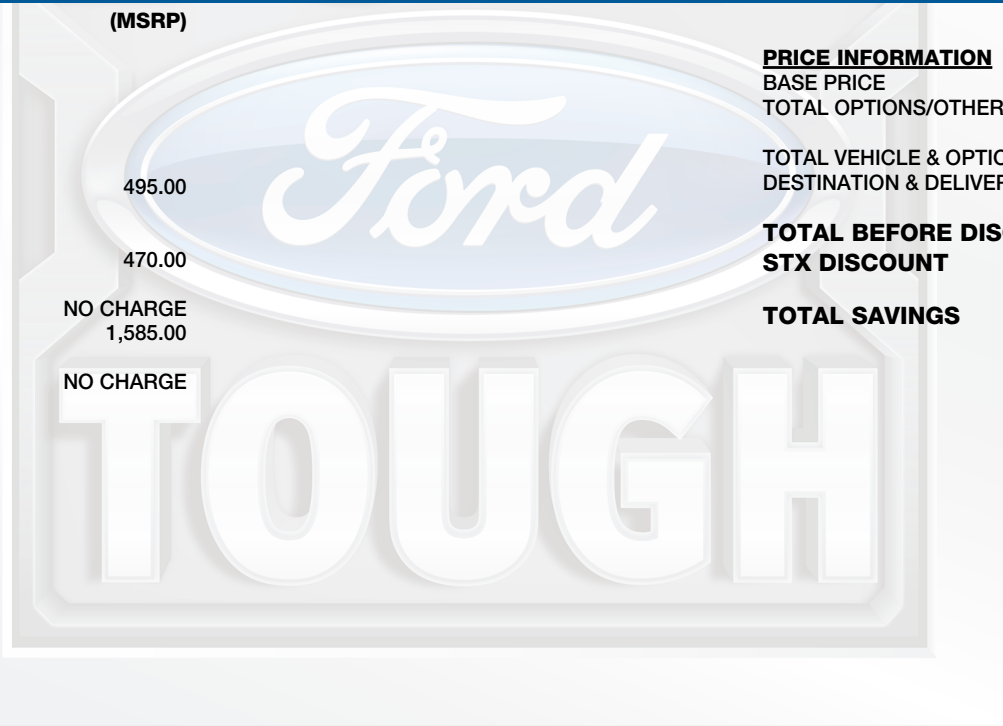 (MSRP)
495.00
470.00
NO CHARGE
1,585.00
NO CHARGE
PRICE INFORMATION
BASE PRICE
TOTAL OPTIONS/OTHER
TOTAL VEHICLE & OPTIO
DESTINATION & DELIVER
TOTAL BEFORE DIS
STX DISCOUNT
TOTAL SAVINGS
Ford
TOUGH